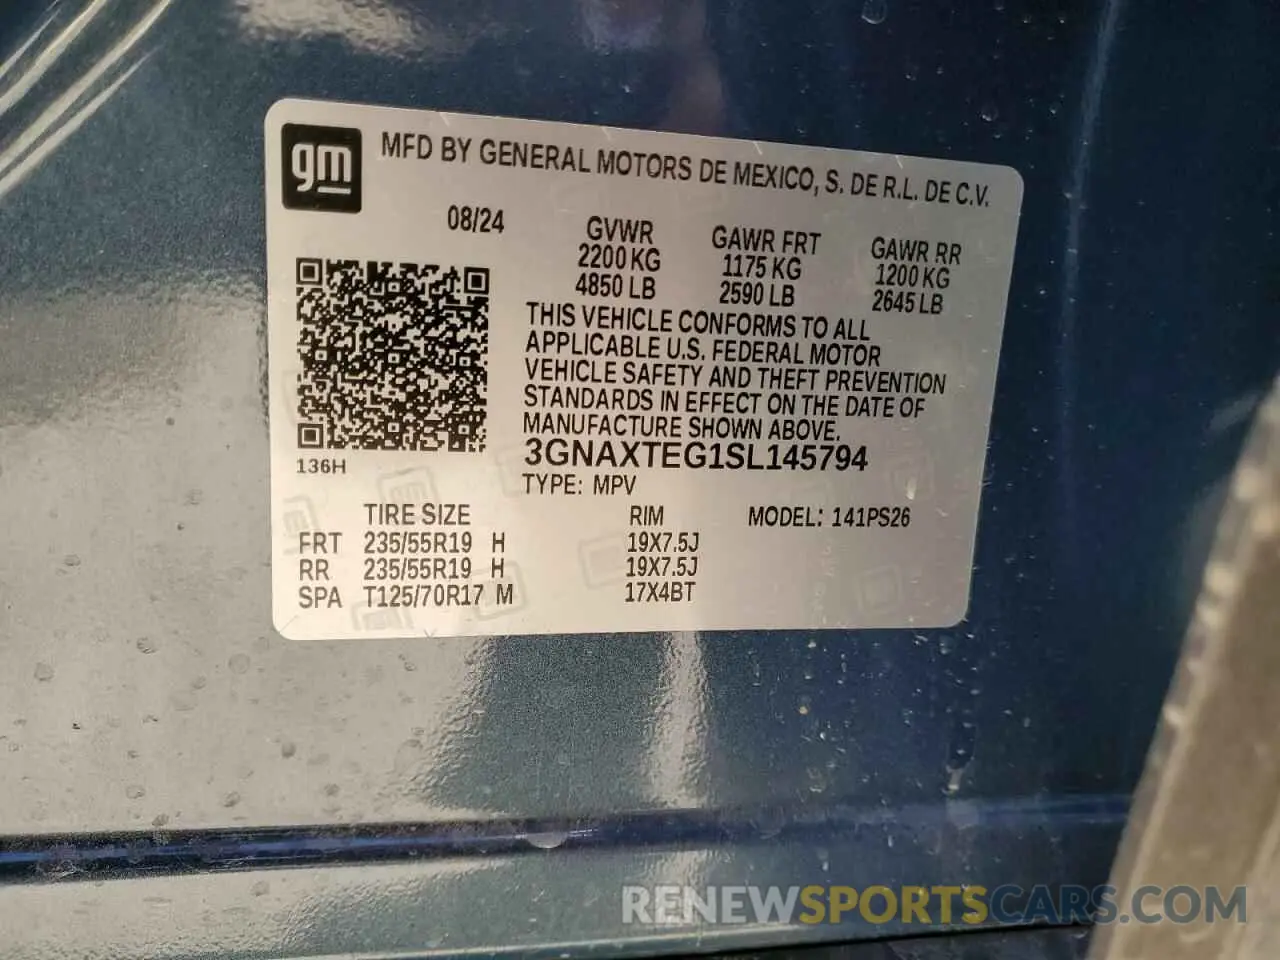 gm
MFD BY GENERAL MOTORS DE MEXICO, S. DE R.L. DE C.V.
08/24 GVWR GAWR FRT GAWR RR
2200 KG 1175 KG 1200 KG
4850 LB 2590 LB 2645 LB
THIS VEHICLE CONFORMS TO ALL
APPLICABLE U.S. FEDERAL MOTOR
VEHICLE SAFETY AND THEFT PREVENTION
STANDARDS IN EFFECT ON THE DATE OF
MANUFACTURE SHOWN ABOVE.
136H
3GNAXTEG1SL145794
TYPE: MPV
TIRE SIZE RIM MODEL: 141PS26
FRT 235/55R19 H 19X7.5J
RR 235/55R19 H 19X7.5J
SPA T125/70R17 M 17X4BT
RENEWSPORTSCARS.COM